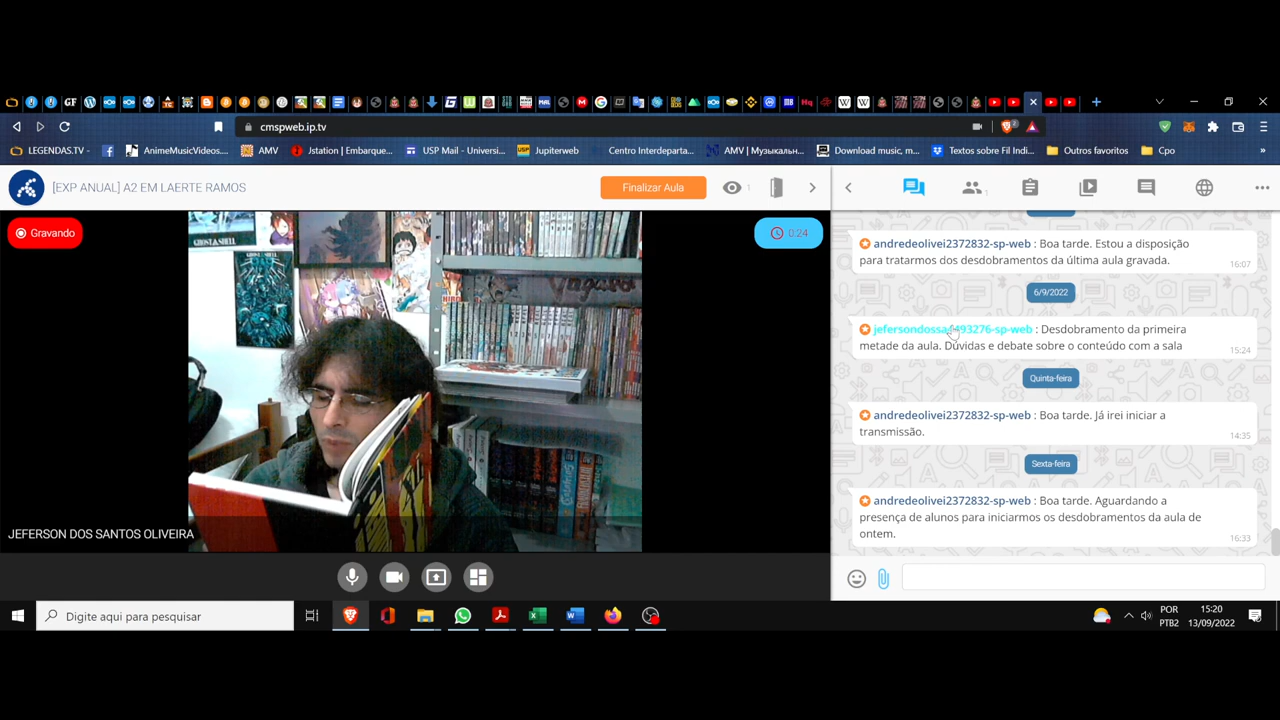 cmspweb.ip.tv
LEGENDAS.TV - AnimeMusicVideos... AMV Jstation | Embarque... USP Mail - Universi... Jupiterweb Centro Interdeparta... AMV | Музыкальн... Download music, m... Textos sobre Fil Indi... Outros favoritos Cpo »
[EXP ANUAL] A2 EM LAERTE RAMOS
Finalizar Aula
1
1
Gravando
0:24
GHOST & SHELL
JEFERSON DOS SANTOS OLIVEIRA
andredeolivei2372832-sp-web : Boa tarde. Estou a disposição
para tratarmos dos desdobramentos da última aula gravada.
16:07
6/9/2022
: Desdobramento da primeira
metade da aula. Dúvidas e debate sobre o conteúdo com a sala
15:24
Quinta-feira
andredeolivei2372832-sp-web : Boa tarde. Já irei iniciar a
transmissão.
14:35
Sexta-feira
andredeolivei2372832-sp-web : Boa tarde. Aguardando a
presença de alunos para iniciarmos os desdobramentos da aula de
ontem.
16:33
Digite aqui para pesquisar
POR
PTB2
15:20
13/09/2022